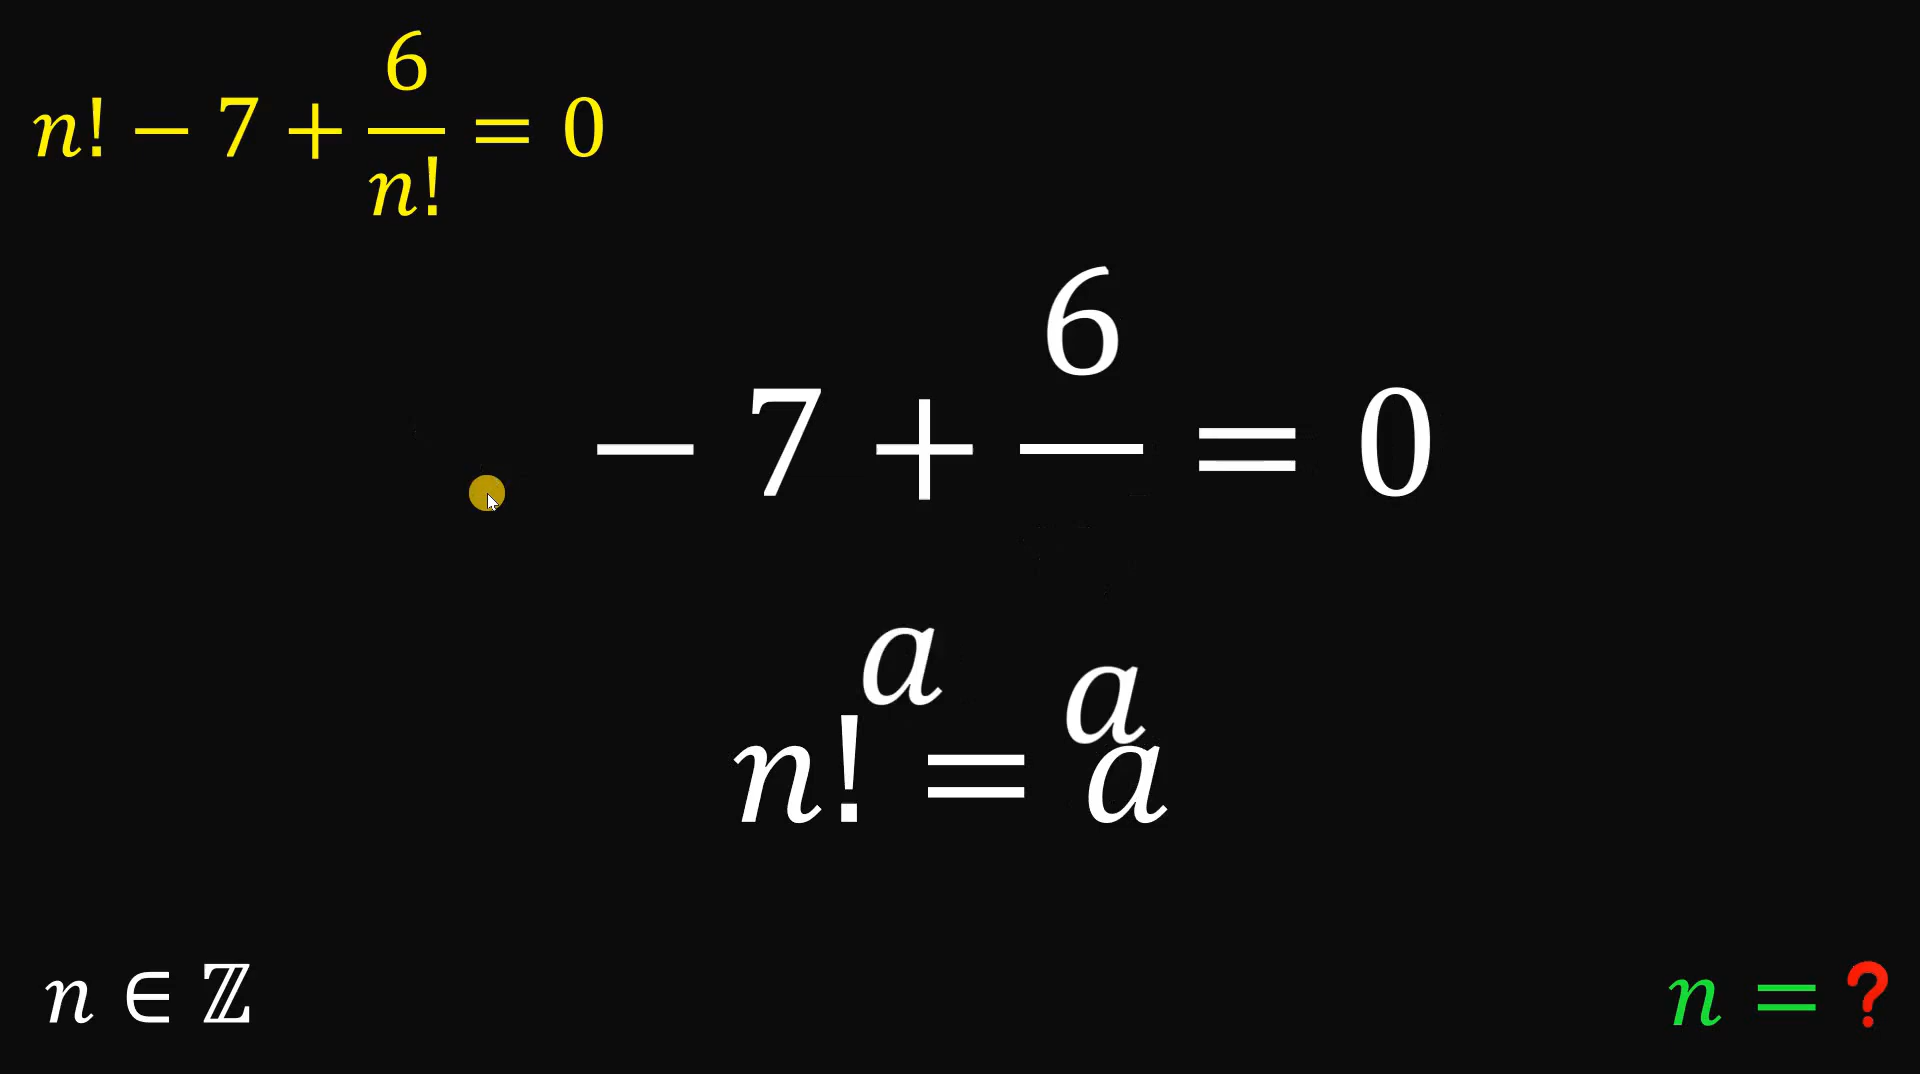 n! − 7 + 6/n! = 0
− 7 + 6/ = 0
a
a
n! = a
n ∈ ℤ
n = ?